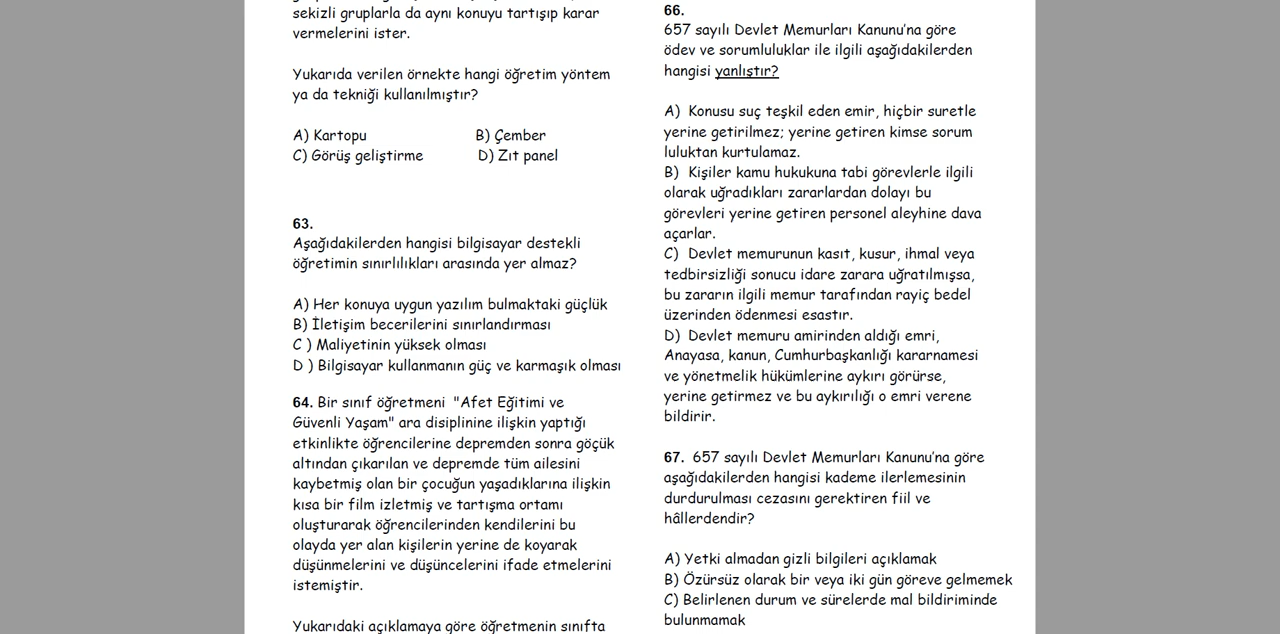 sekizli gruplarla da aynı konuyu tartışıp karar
vermelerini ister.
Yukarıda verilen örnekte hangi öğretim yöntem
ya da tekniği kullanılmıştır?
A) Kartopu B) Çember
C) Görüş geliştirme D) Zıt panel
63.
Aşağıdakilerden hangisi bilgisayar destekli
öğretimin sınırlılıkları arasında yer almaz?
A) Her konuya uygun yazılım bulmaktaki güçlük
B) İletişim becerilerini sınırlandırması
C ) Maliyetinin yüksek olması
D ) Bilgisayar kullanmanın güç ve karmaşık olması
64. Bir sınıf öğretmeni "Afet Eğitimi ve
Güvenli Yaşam" ara disiplinine ilişkin yaptığı
etkinlikte öğrencilerine depremden sonra göçük
altından çıkarılan ve depremde tüm ailesini
kaybetmiş olan bir çocuğun yaşadıklarına ilişkin
kısa bir film izletmiş ve tartışma ortamı
oluşturarak öğrencilerinden kendilerini bu
olayda yer alan kişilerin yerine de koyarak
düşünmelerini ve düşüncelerini ifade etmelerini
istemiştir.
Yukarıdaki açıklamaya göre öğretmenin sınıfta
66.
657 sayılı Devlet Memurları Kanunu’na göre
ödev ve sorumluluklar ile ilgili aşağıdakilerden
hangisi yanlıştır?
A) Konusu suç teşkil eden emir, hiçbir suretle
yerine getirilmez; yerine getiren kimse sorum
luluktan kurtulamaz.
B) Kişiler kamu hukukuna tabi görevlerle ilgili
olarak uğradıkları zararlardan dolayı bu
görevleri yerine getiren personel aleyhine dava
açarlar.
C) Devlet memurunun kasıt, kusur, ihmal veya
tedbirsizliği sonucu idare zarara uğratılmışsa,
bu zararın ilgili memur tarafından rayiç bedel
üzerinden ödenmesi esastır.
D) Devlet memuru amirinden aldığı emri,
Anayasa, kanun, Cumhurbaşkanlığı kararnamesi
ve yönetmelik hükümlerine aykırı görürse,
yerine getirmez ve bu aykırılığı o emri verene
bildirir.
67. 657 sayılı Devlet Memurları Kanunu’na göre
aşağıdakilerden hangisi kademe ilerlemesinin
durdurulması cezasını gerektiren fiil ve
hâllerdendir?
A) Yetki almadan gizli bilgileri açıklamak
B) Özürsüz olarak bir veya iki gün göreve gelmemek
C) Belirlenen durum ve sürelerde mal bildiriminde
bulunmamak